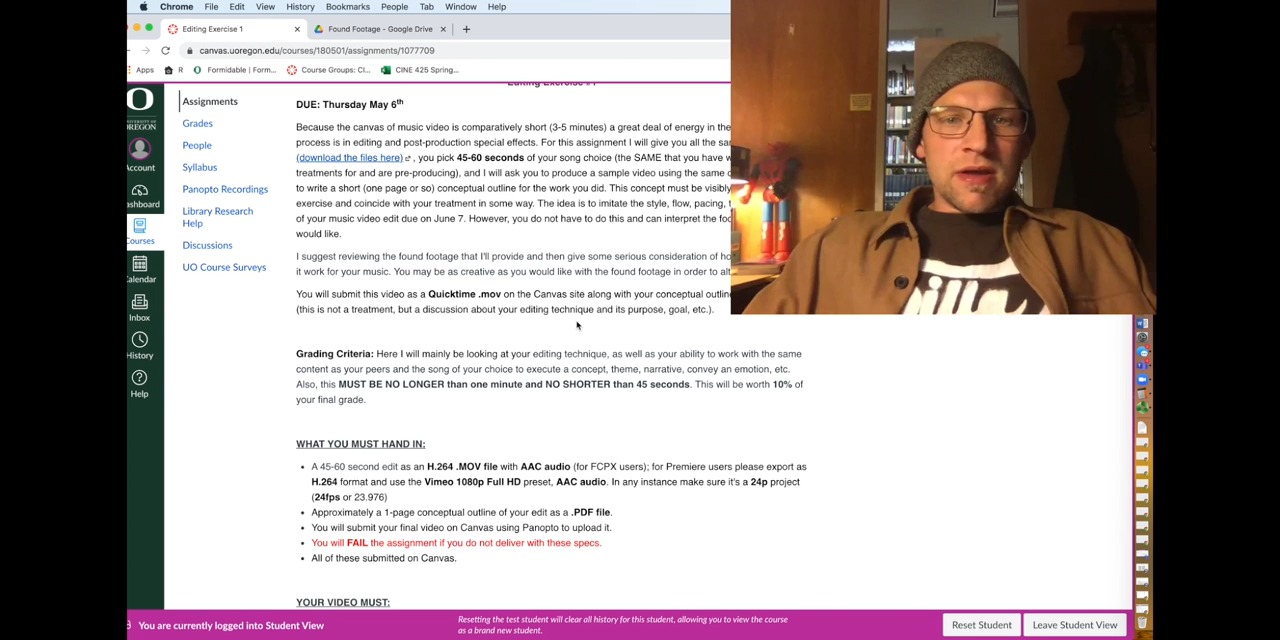 Chrome File Edit View History Bookmarks People Tab Window Help
Editing Exercise 1 Found Footage - Google Drive
canvas.uoregon.edu/courses/180501/assignments/1077709
Apps R Formidable | Form... Course Groups: CI... CINE 425 Spring...
O
UNIVERSITY OF OREGON
Account
Courses
Inbox
History
Help
Assignments
Grades
People
Syllabus
Panopto Recordings
Library Research
Help
Discussions
UO Course Surveys
DUE: Thursday May 6th
Because the canvas of music video is comparatively short (3-5 minutes) a great deal of energy in the
process is in editing and post-production special effects. For this assignment I will give you all the
(download the files here) , you pick 45-60 seconds of your song choice (the SAME that you have
treatments for and are pre-producing), and I will ask you to produce a sample video using the same
to write a short (one page or so) conceptual outline for the work you did. This concept must be visibly
exercise and coincide with your treatment in some way. The idea is to imitate the style, flow, pacing,
of your music video edit due on June 7. However, you do not have to do this and can interpret the
would like.
I suggest reviewing the found footage that I'll provide and then give some serious consideration of
it work for your music. You may be as creative as you would like with the found footage in order to
You will submit this video as a Quicktime .mov on the Canvas site along with your conceptual
(this is not a treatment, but a discussion about your editing technique and its purpose, goal, etc.).
Grading Criteria: Here I will mainly be looking at your editing technique, as well as your ability to work with the same
content as your peers and the song of your choice to execute a concept, theme, narrative, convey an emotion, etc.
Also, this MUST BE NO LONGER than one minute and NO SHORTER than 45 seconds. This will be worth 10% of
your final grade.
WHAT YOU MUST HAND IN:
• A 45-60 second edit as an H.264 .MOV file with AAC audio (for FCPX users); for Premiere users please export as
H.264 format and use the Vimeo 1080p Full HD preset, AAC audio. In any instance make sure it's a 24p project
(24fps or 23.976)
• Approximately a 1-page conceptual outline of your edit as a .PDF file.
• You will submit your final video on Canvas using Panopto to upload it.
• You will FAIL the assignment if you do not deliver with these specs.
• All of these submitted on Canvas.
YOUR VIDEO MUST:
You are currently logged into Student View
Resetting the test student will clear all history for this student, allowing you to view the course
as a brand new student.
Reset Student Leave Student View